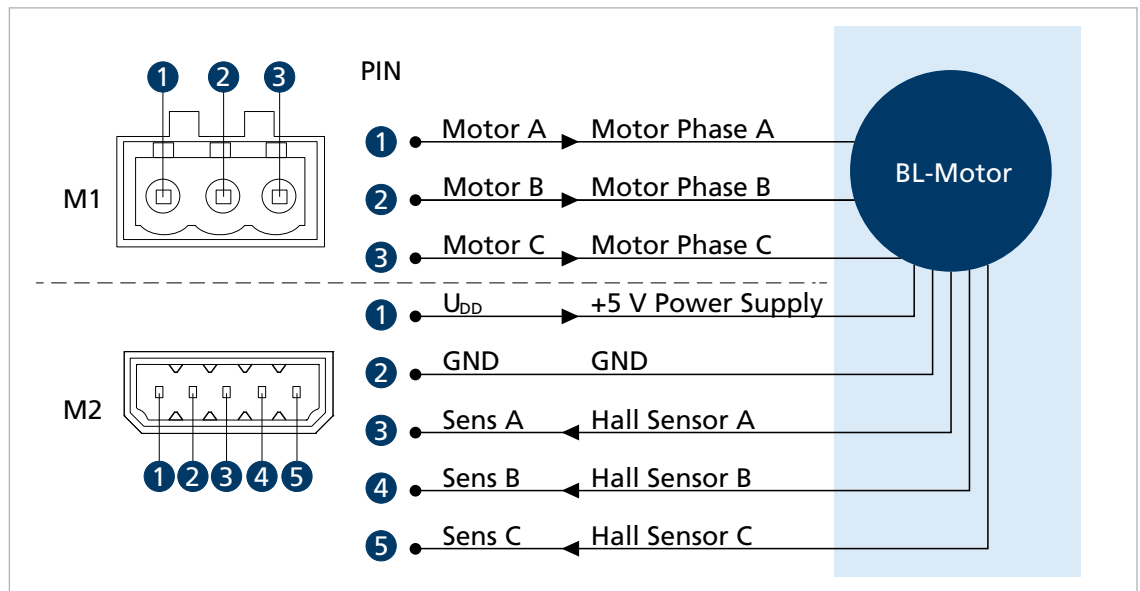 1 2 3
PIN
M1
1 Motor A Motor Phase A
2 Motor B Motor Phase B
3 Motor C Motor Phase C
BL-Motor
M2
1 2 3 4 5
1 UDD +5 V Power Supply
2 GND GND
3 Sens A Hall Sensor A
4 Sens B Hall Sensor B
5 Sens C Hall Sensor C